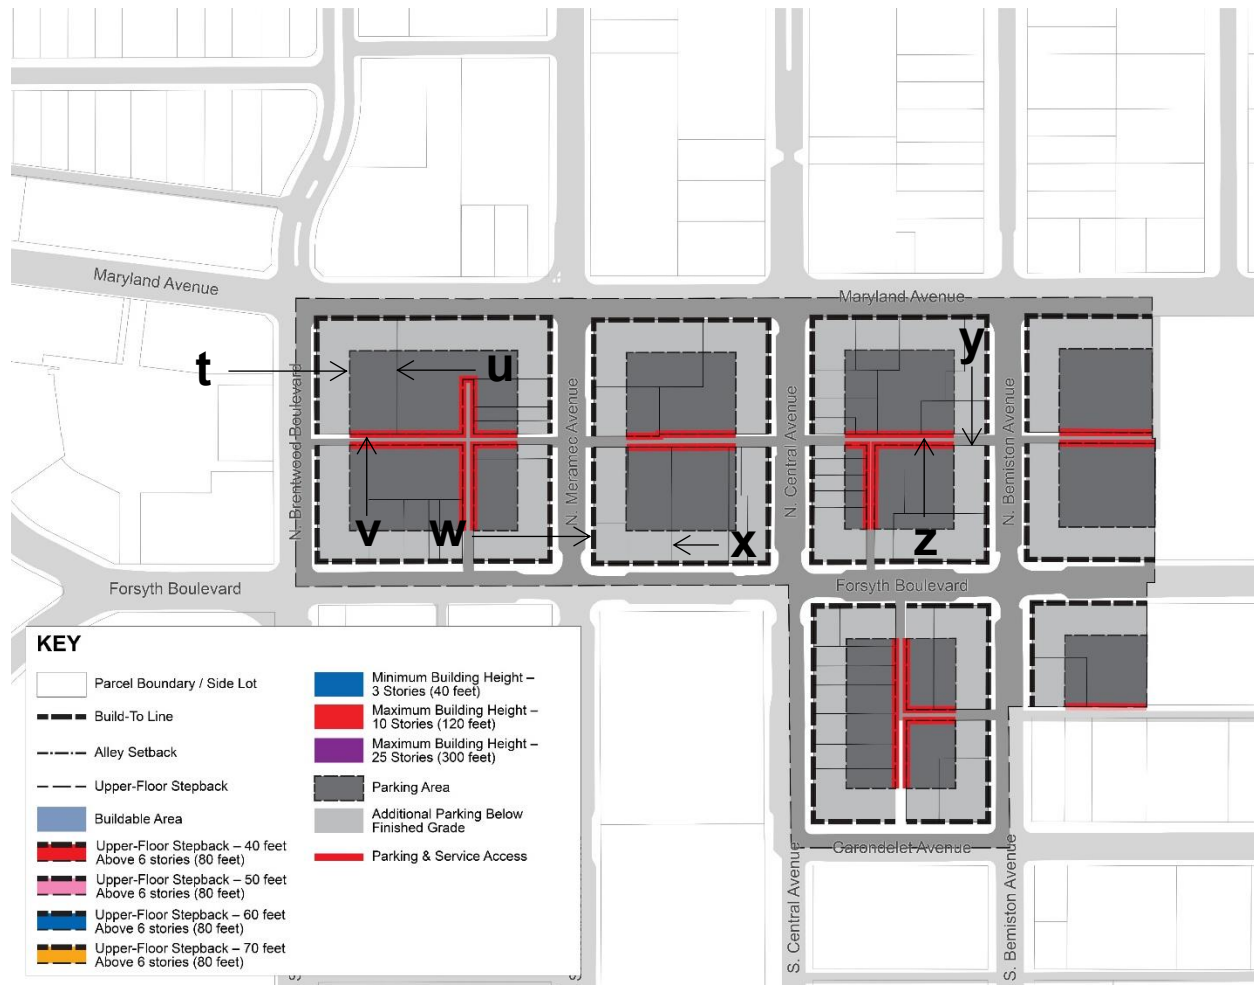 Maryland Avenue
Maryland Avenue
t
u
y
N. Brentwood Boulevard
N. Meramec Avenue
N. Central Avenue
N. Bemiston Avenue
v
w
x
z
Forsyth Boulevard
Forsyth Boulevard
KEY
Parcel Boundary / Side Lot
Build-To Line
Alley Setback
Upper-Floor Stepback
Buildable Area
Upper-Floor Stepback – 40 feet
Above 6 stories (80 feet)
Upper-Floor Stepback – 50 feet
Above 6 stories (80 feet)
Upper-Floor Stepback – 60 feet
Above 6 stories (80 feet)
Upper-Floor Stepback – 70 feet
Above 6 stories (80 feet)
Minimum Building Height –
3 Stories (40 feet)
Maximum Building Height –
10 Stories (120 feet)
Maximum Building Height –
25 Stories (300 feet)
Parking Area
Additional Parking Below
Finished Grade
Parking & Service Access
Carondelet Avenue
S. Central Avenue
S. Bemiston Avenue